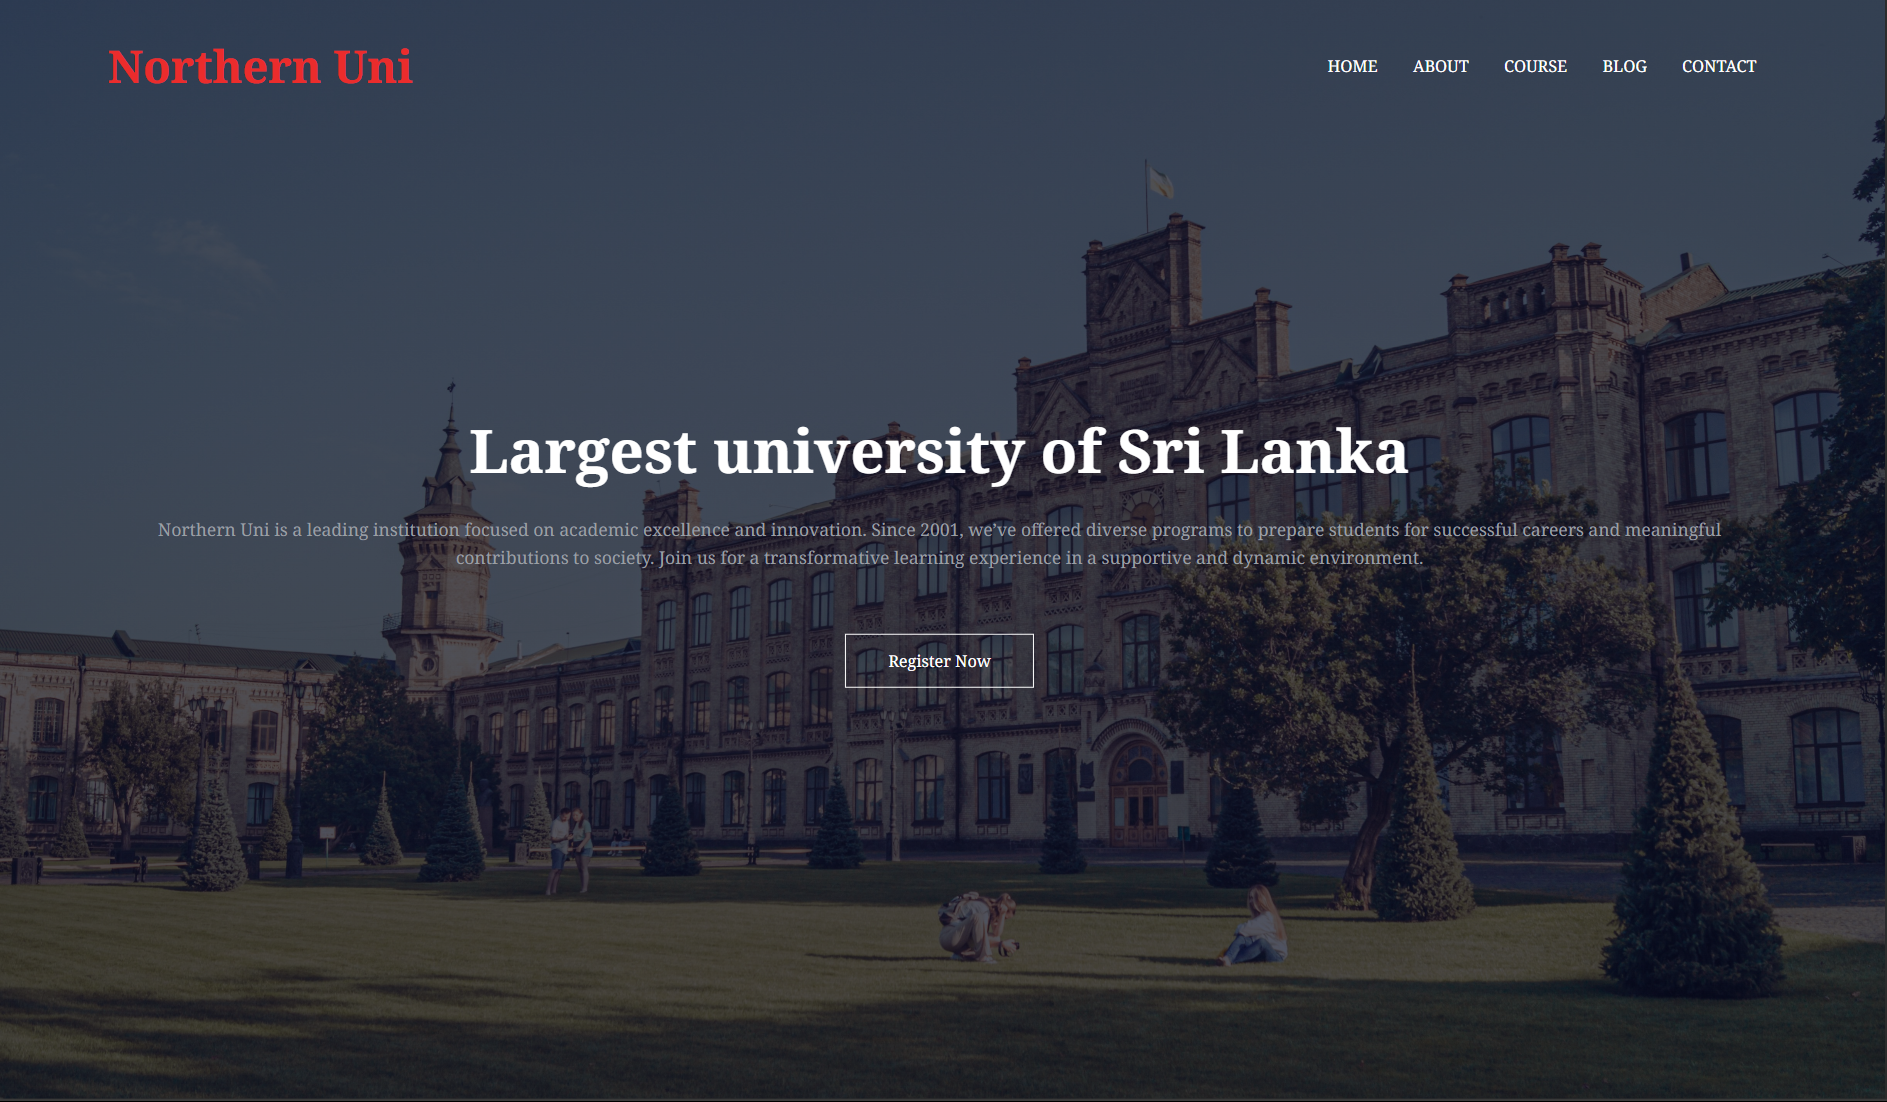 Northern Uni
HOME ABOUT COURSE BLOG CONTACT
Largest university of Sri Lanka
Northern Uni is a leading institution focused on academic excellence and innovation. Since 2001, we’ve offered diverse programs to prepare students for successful careers and meaningful
contributions to society. Join us for a transformative learning experience in a supportive and dynamic environment.
Register Now